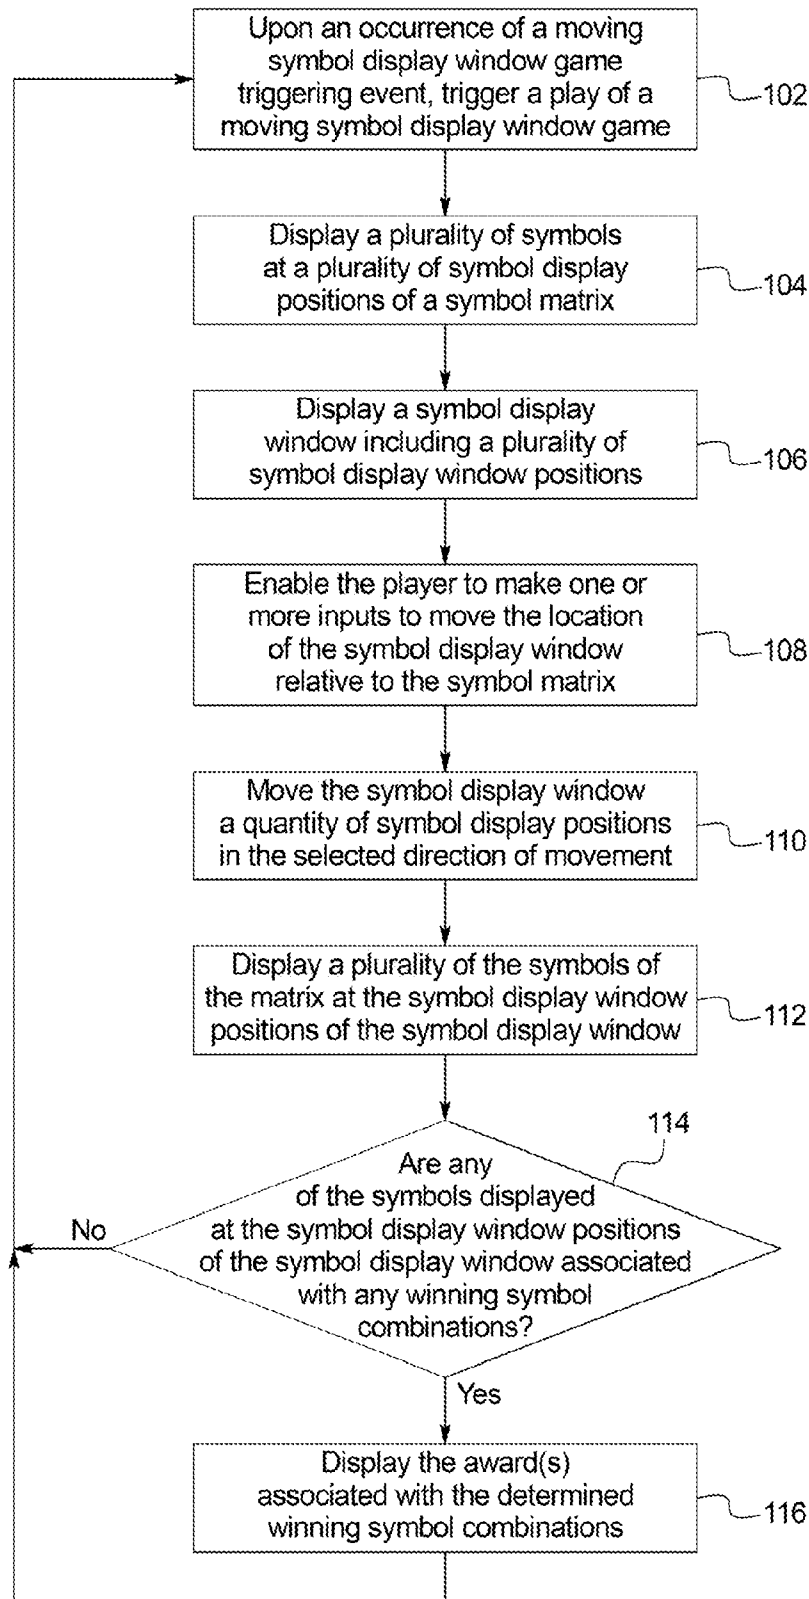 Upon an occurrence of a moving
symbol display window game
triggering event, trigger a play of a
moving symbol display window game
102
Display a plurality of symbols
at a plurality of symbol display
positions of a symbol matrix
104
Display a symbol display
window including a plurality of
symbol display window positions
106
Enable the player to make one or
more inputs to move the location
of the symbol display window
relative to the symbol matrix
108
Move the symbol display window
a quantity of symbol display positions
in the selected direction of movement
110
Display a plurality of the symbols of
the matrix at the symbol display window
positions of the symbol display window
112
114
Are any
of the symbols displayed
at the symbol display window positions
of the symbol display window associated
with any winning symbol
combinations?
No
Yes
Display the award(s)
associated with the determined
winning symbol combinations
116